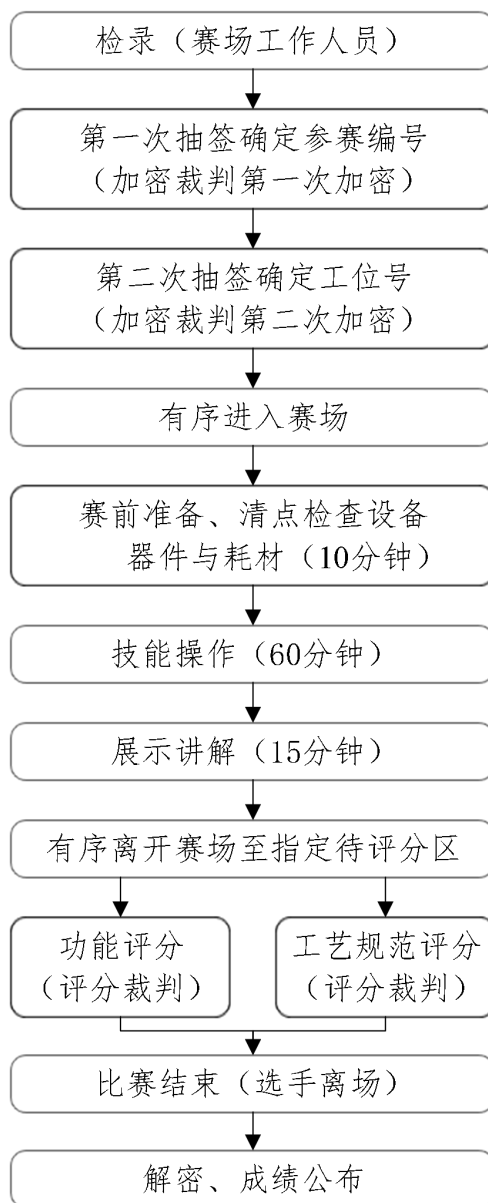 检录（赛场工作人员）
第一次抽签确定参赛编号
（加密裁判第一次加密）
第二次抽签确定工位号
（加密裁判第二次加密）
有序进入赛场
赛前准备、清点检查设备
器件与耗材（10分钟）
技能操作（60分钟）
展示讲解（15分钟）
有序离开赛场至指定待评分区
功能评分
（评分裁判）
工艺规范评分
（评分裁判）
比赛结束（选手离场）
解密、成绩公布